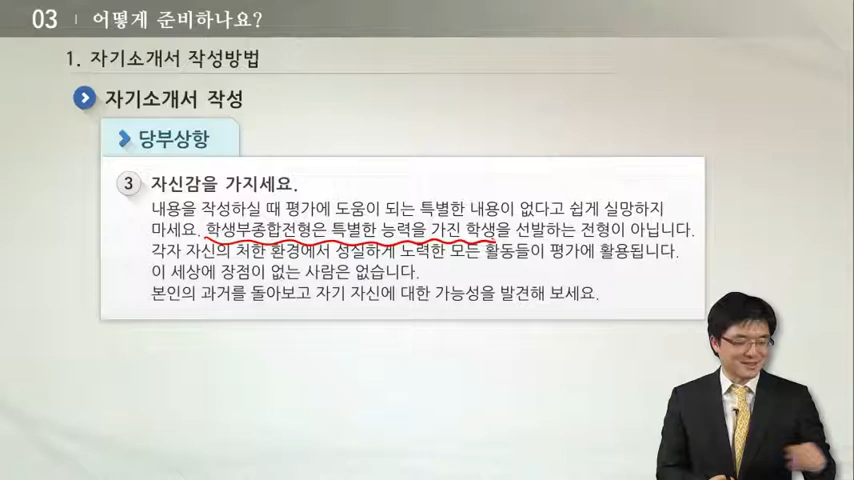 03 | 어떻게 준비하나요?
1. 자기소개서 작성방법
자기소개서 작성
당부상항
3 자신감을 가지세요.
내용을 작성하실 때 평가에 도움이 되는 특별한 내용이 없다고 쉽게 실망하지
마세요. 학생부종합전형은 특별한 능력을 가진 학생을 선발하는 전형이 아닙니다.
각자 자신의 처한 환경에서 성실하게 노력한 모든 활동들이 평가에 활용됩니다.
이 세상에 장점이 없는 사람은 없습니다.
본인의 과거를 돌아보고 자기 자신에 대한 가능성을 발견해 보세요.